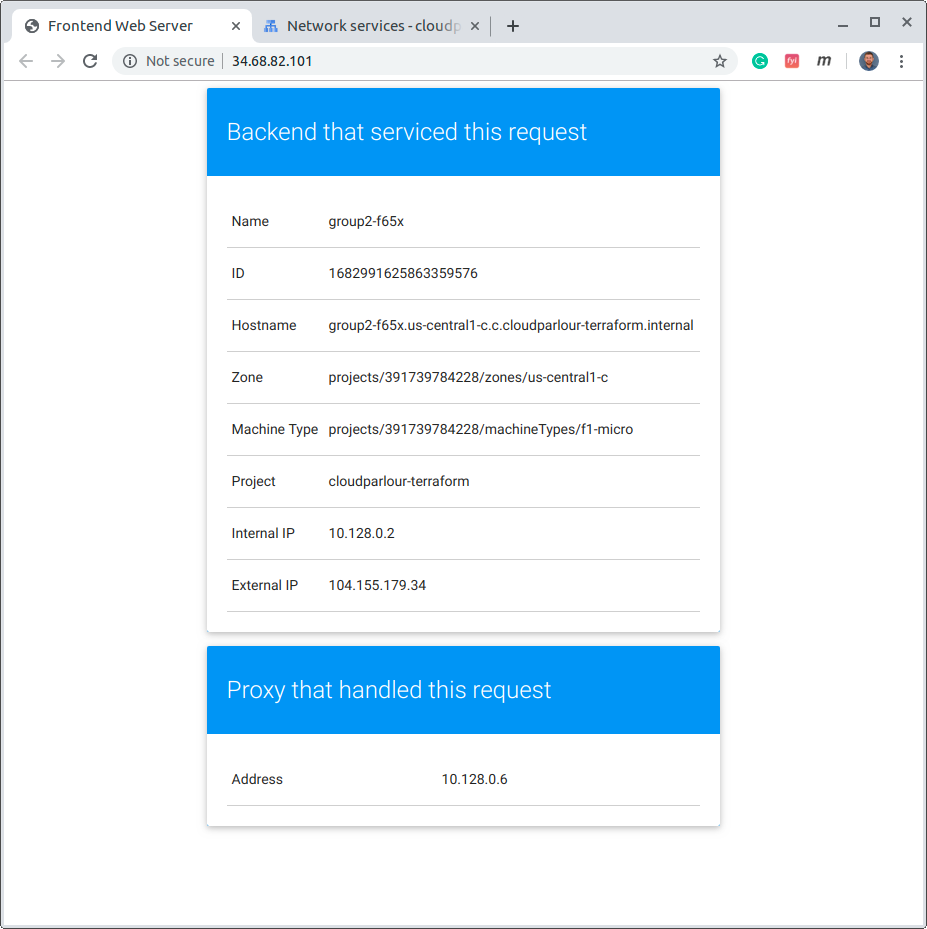 Frontend Web Server
Network services - cloudp
Not secure
34.68.82.101
fyi
m
Backend that serviced this request
Name group2-f65x
ID 1682991625863359576
Hostname group2-f65x.us-central1-c.c.cloudparlour-terraform.internal
Zone projects/391739784228/zones/us-central1-c
Machine Type projects/391739784228/machineTypes/f1-micro
Project cloudparlour-terraform
Internal IP 10.128.0.2
External IP 104.155.179.34
Proxy that handled this request
Address 10.128.0.6